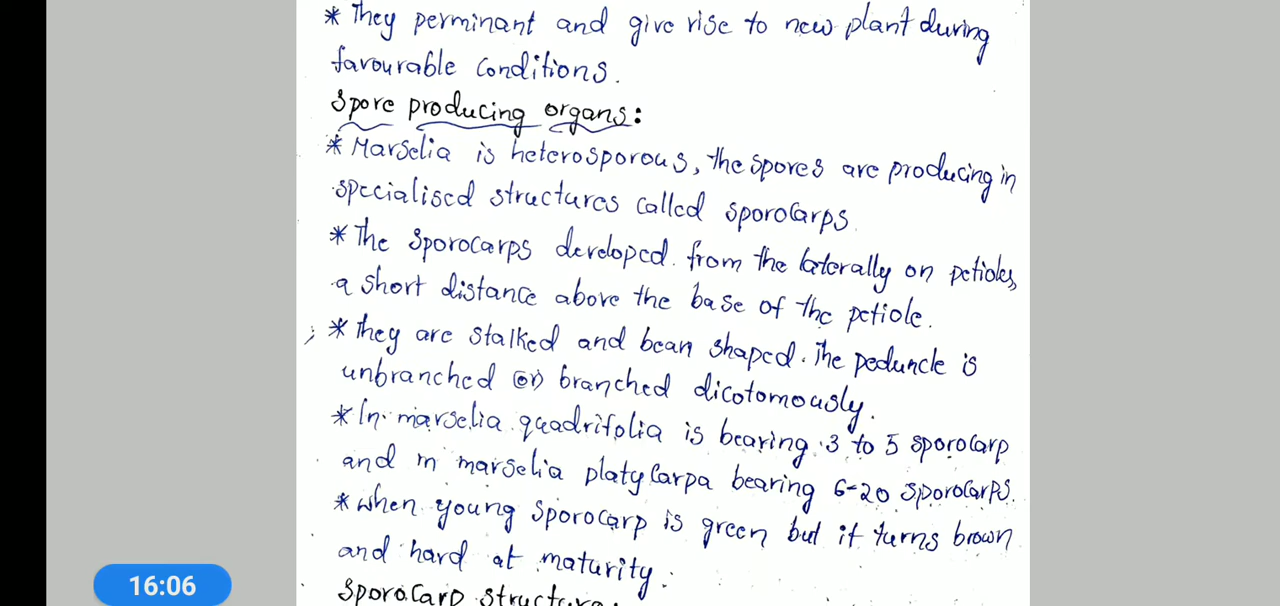 * They perminant and give rise to new plant during
favourable conditions.
Spore producing organs:
* Marselia is heterosporous, the spores are producing in
specialised structures called sporocarps.
* The sporocarps developed from the laterally on petioles,
a short distance above the base of the petiole.
* They are stalked and bean shaped. The peduncle is
unbranched (or) branched dicotomously.
* In marselia quadrifolia is bearing 3 to 5 sporocarp
and in marselia platycarpa bearing 6-20 sporocarps.
* when young sporocarp is green but it turns brown
and hard at maturity.
Sporocarp structure:
16:06